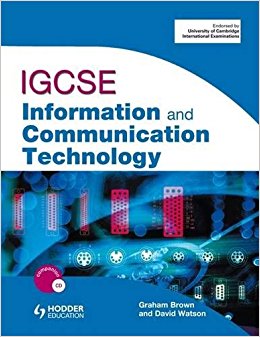 Endorsed by
University of Cambridge
International Examinations
IGCSE
Information and
Communication
Technology
companion
CD
Graham Brown
and David Watson
HODDER
EDUCATION